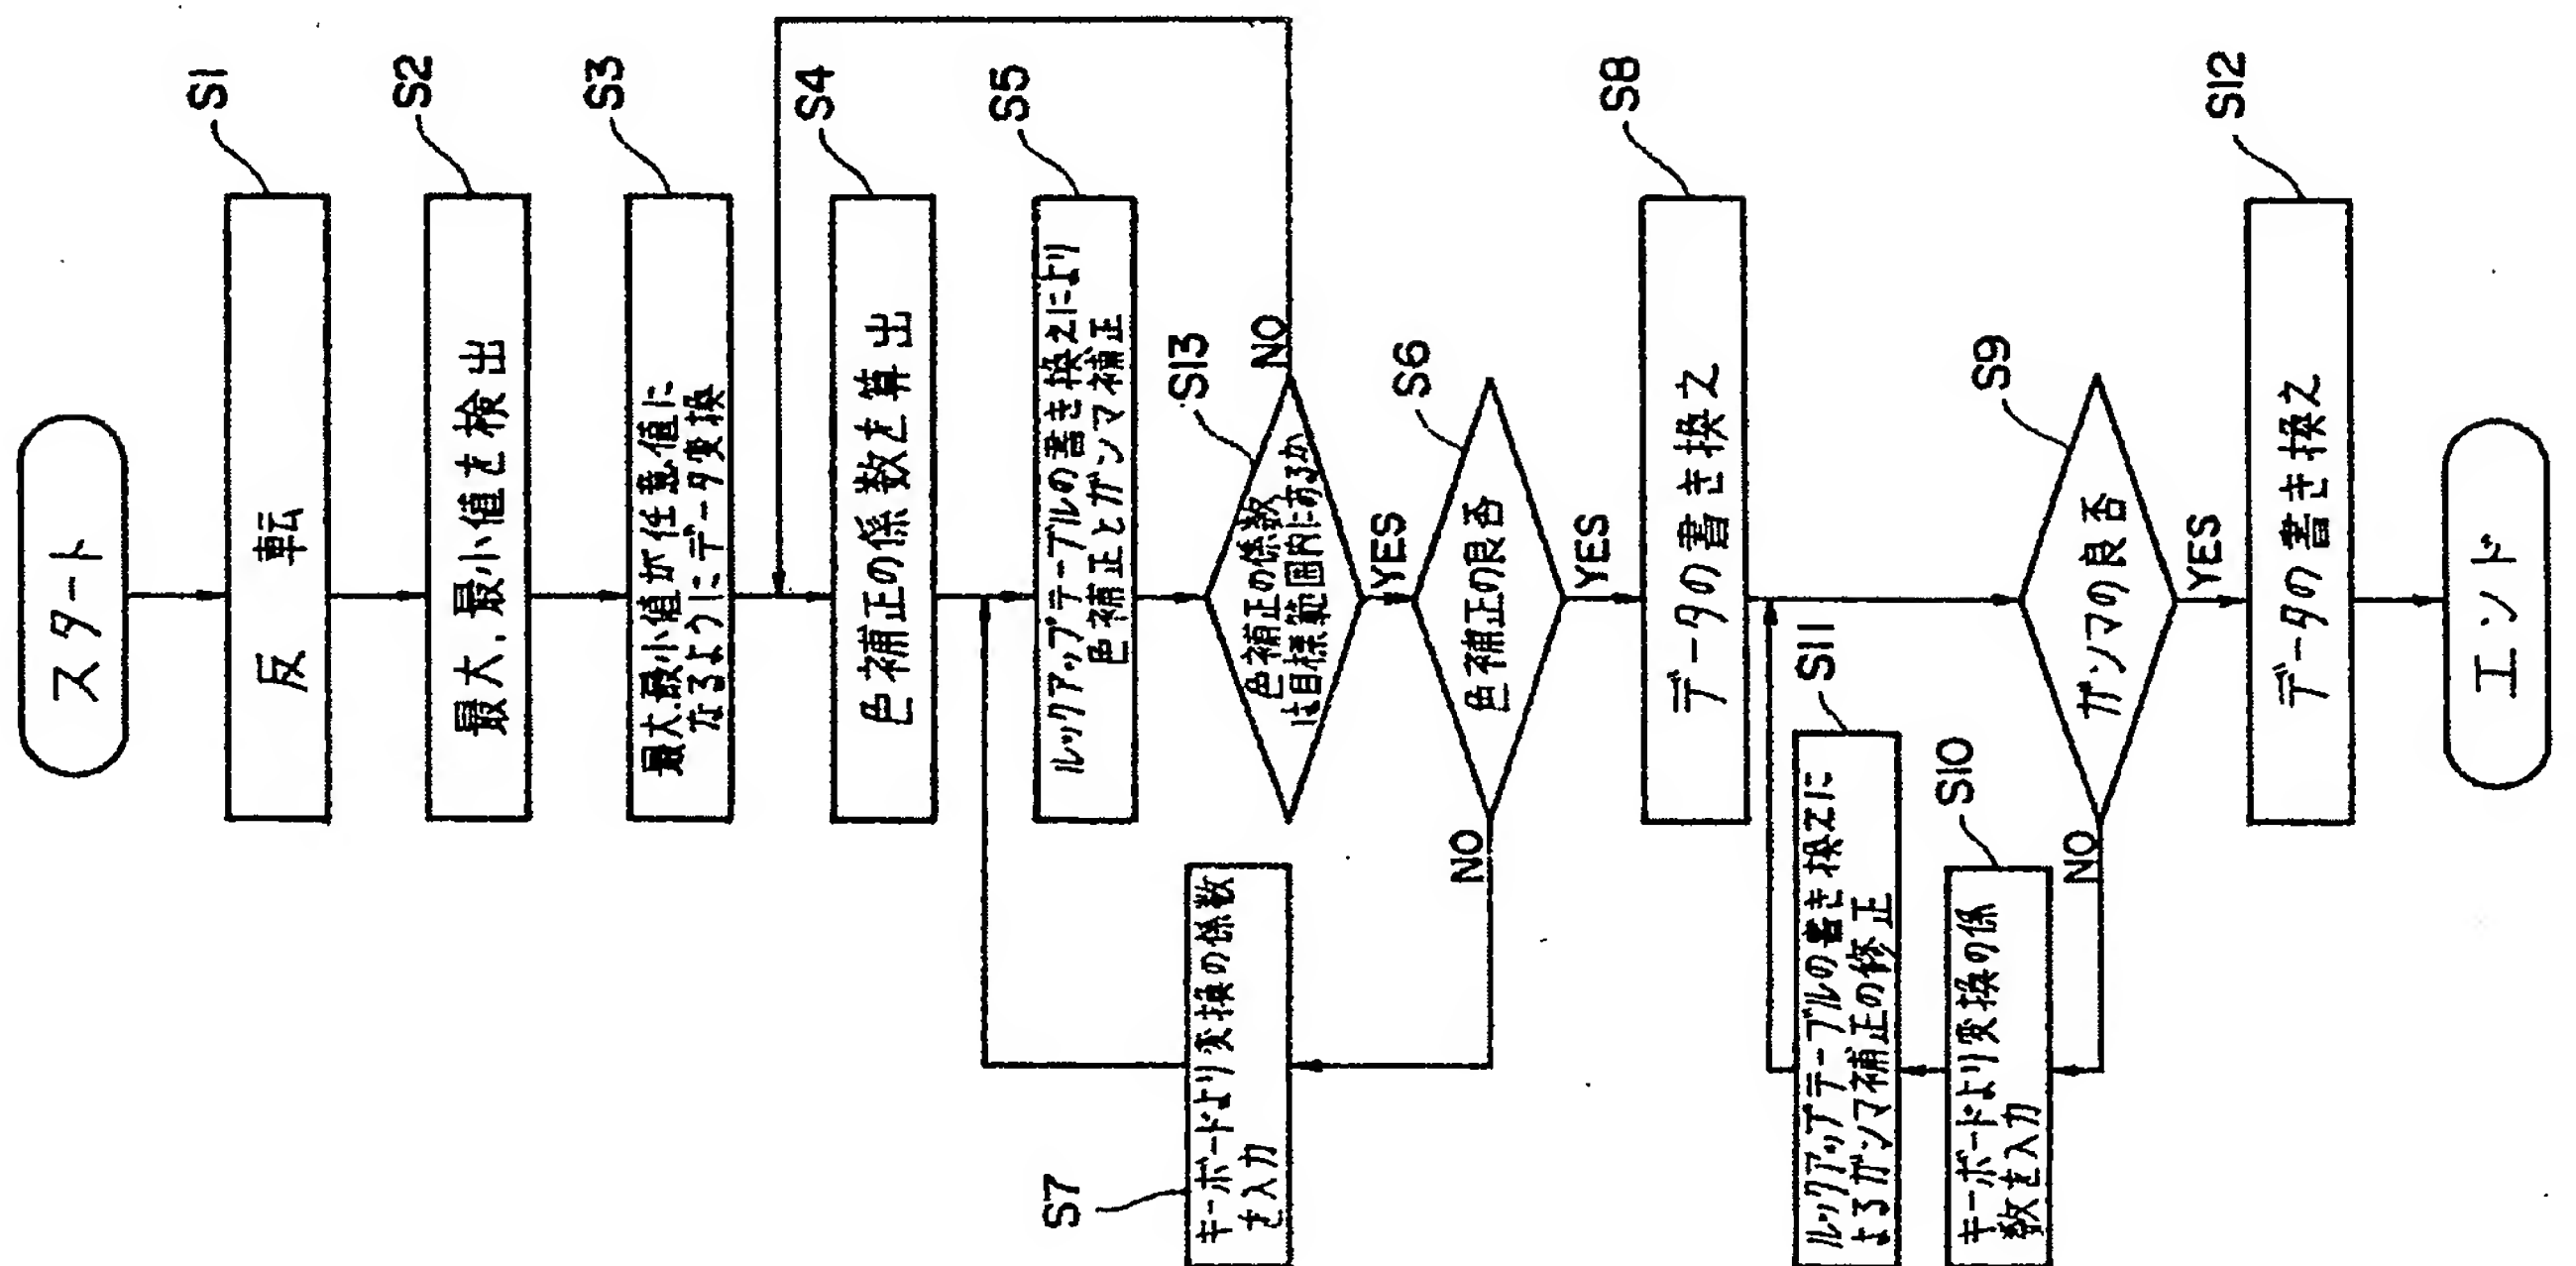 スタート
S1
反 転
S2
最大,最小値を検出
S3
最大,最小値が任意値に
なるようにデータ変換
S4
色補正の係数を算出
S5
ルックアップテーブルの書き換えにより
色補正とガンマ補正
S13
色補正の係数
は目標範囲内にあるか
NO
YES
S6
色補正の良否
NO
YES
S7
キーボードより変換の係数
を入力
S8
データの書き換え
S9
ガンマの良否
NO
YES
S10
キーボードより変換の係
数を入力
S11
ルックアップテーブルの書き換えに
よるガンマ補正の修正
S12
データの書き換え
エンド